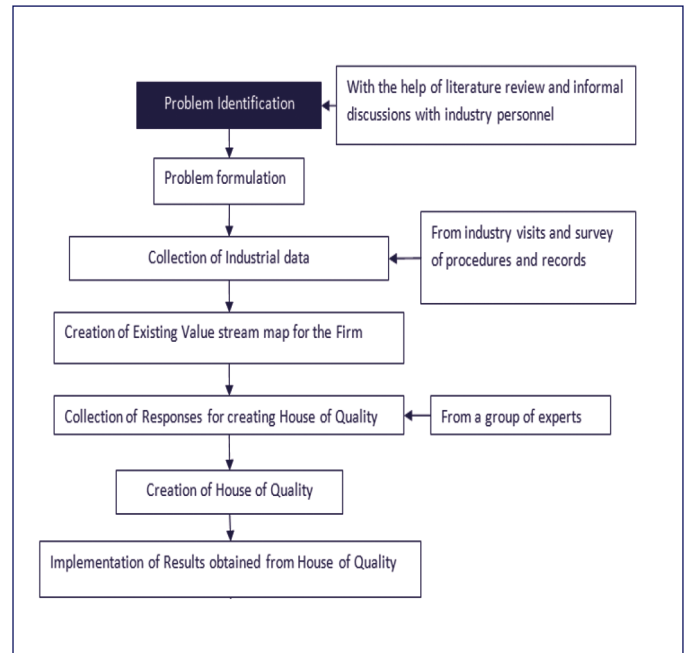 Problem Identification
With the help of literature review and informal
discussions with industry personnel
Problem formulation
Collection of Industrial data
From industry visits and survey
of procedures and records
Creation of Existing Value stream map for the Firm
Collection of Responses for creating House of Quality
From a group of experts
Creation of House of Quality
Implementation of Results obtained from House of Quality